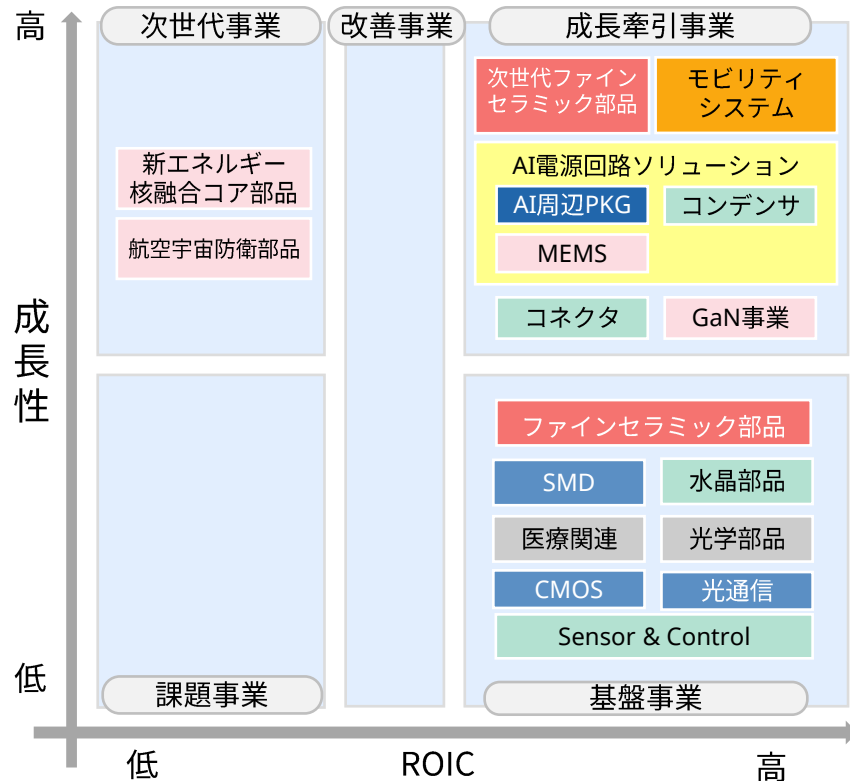 高
次世代事業
改善事業
成長牽引事業
次世代ファイン
セラミック部品
モビリティ
システム
新エネルギー
核融合コア部品
航空宇宙防衛部品
AI電源回路ソリューション
AI周辺PKG
コンデンサ
MEMS
コネクタ
GaN事業
成長性
ファインセラミック部品
SMD
水晶部品
医療関連
光学部品
CMOS
光通信
Sensor & Control
低
課題事業
基盤事業
低
ROIC
高